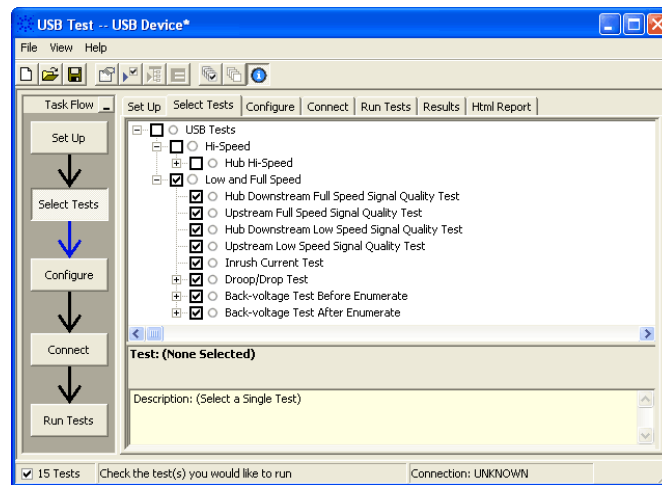 USB Test -- USB Device*
File View Help
Task Flow
Set Up Select Tests Configure Connect Run Tests Results Html Report
Set Up
Select Tests
Configure
Connect
Run Tests
USB Tests
Hi-Speed
Hub Hi-Speed
Low and Full Speed
Hub Downstream Full Speed Signal Quality Test
Upstream Full Speed Signal Quality Test
Hub Downstream Low Speed Signal Quality Test
Upstream Low Speed Signal Quality Test
Inrush Current Test
Droop/Drop Test
Back-voltage Test Before Enumerate
Back-voltage Test After Enumerate
Test: (None Selected)
Description: (Select a Single Test)
15 Tests Check the test(s) you would like to run Connection: UNKNOWN